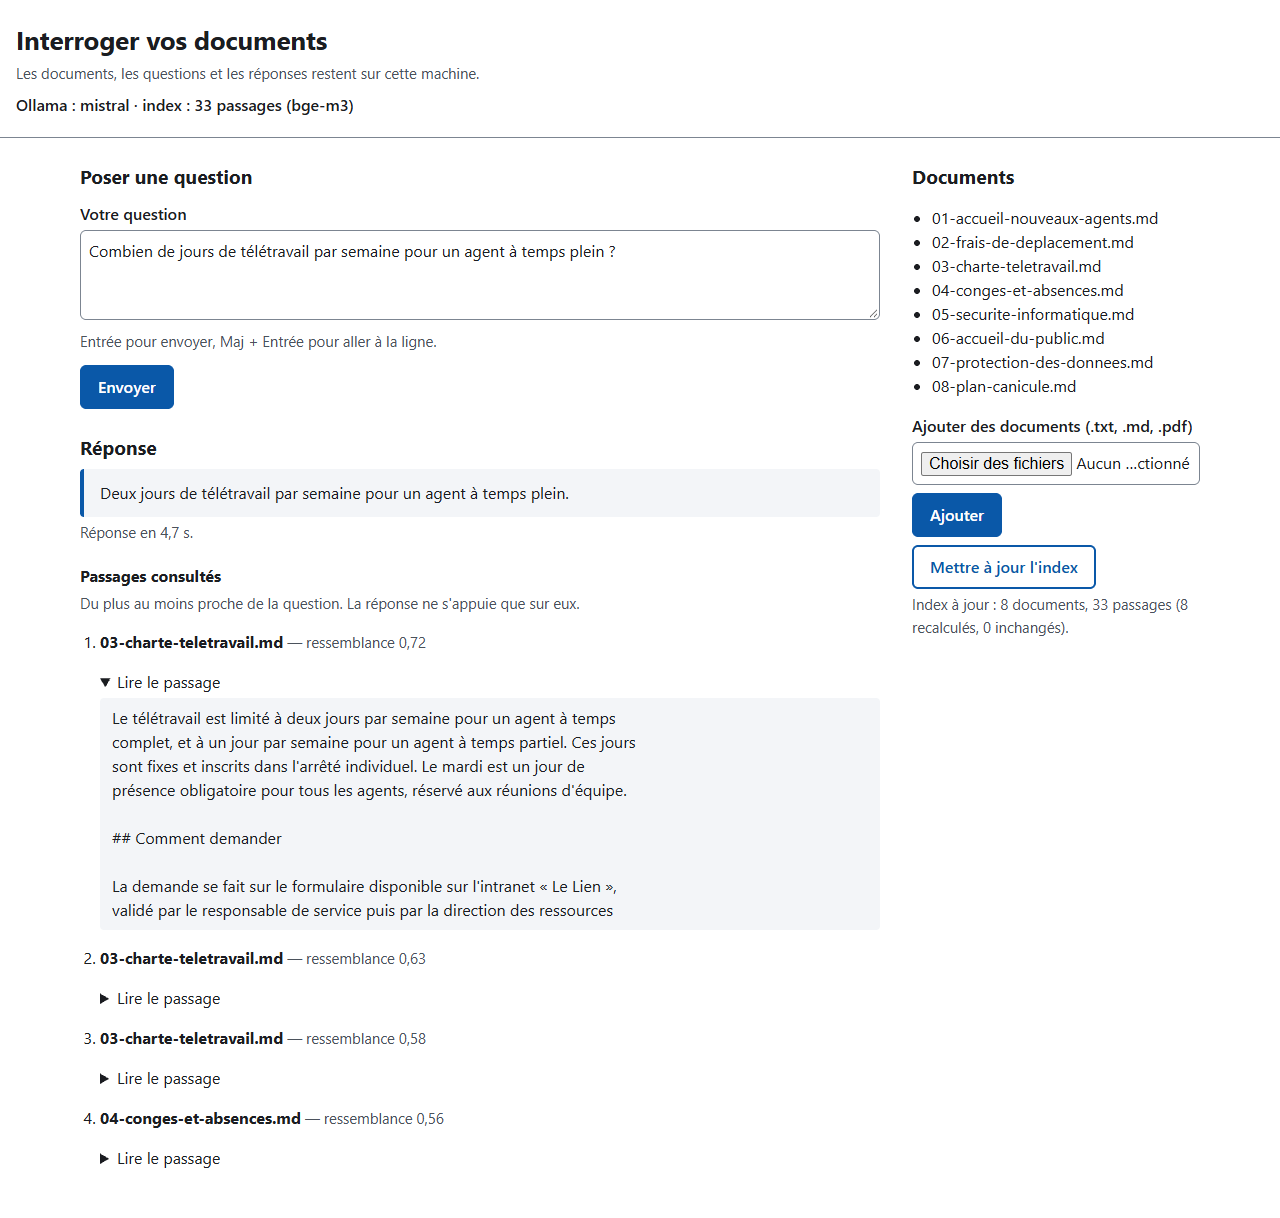 Interroger vos documents
Les documents, les questions et les réponses restent sur cette machine.
Ollama : mistral · index : 33 passages (bge-m3)
Poser une question
Votre question
Combien de jours de télétravail par semaine pour un agent à temps plein ?
Entrée pour envoyer, Maj + Entrée pour aller à la ligne.
Envoyer
Réponse
Deux jours de télétravail par semaine pour un agent à temps plein.
Réponse en 4,7 s.
Passages consultés
Du plus au moins proche de la question. La réponse ne s'appuie que sur eux.
1. 03-charte-teletravail.md — ressemblance 0,72
Lire le passage
Le télétravail est limité à deux jours par semaine pour un agent à temps
complet, et à un jour par semaine pour un agent à temps partiel. Ces jours
sont fixes et inscrits dans l'arrêté individuel. Le mardi est un jour de
présence obligatoire pour tous les agents, réservé aux réunions d'équipe.
## Comment demander
La demande se fait sur le formulaire disponible sur l'intranet « Le Lien »,
validé par le responsable de service puis par la direction des ressources
2. 03-charte-teletravail.md — ressemblance 0,63
Lire le passage
3. 03-charte-teletravail.md — ressemblance 0,58
Lire le passage
4. 04-conges-et-absences.md — ressemblance 0,56
Lire le passage
Documents
01-accueil-nouveaux-agents.md
02-frais-de-deplacement.md
03-charte-teletravail.md
04-conges-et-absences.md
05-securite-informatique.md
06-accueil-du-public.md
07-protection-des-donnees.md
08-plan-canicule.md
Ajouter des documents (.txt, .md, .pdf)
Choisir des fichiers Aucun ...ctionné
Ajouter
Mettre à jour l'index
Index à jour : 8 documents, 33 passages (8
recalculés, 0 inchangés).